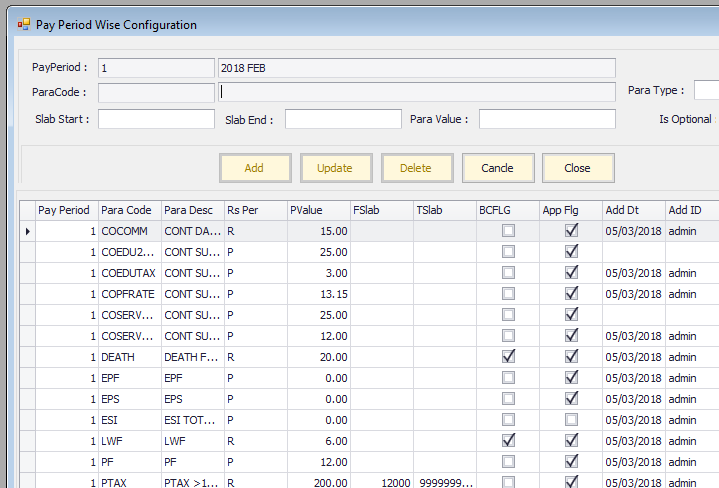 Pay Period Wise Configuration
PayPeriod : 1 2018 FEB
ParaCode : Para Type :
Slab Start : Slab End : Para Value : Is Optional :
Add Update Delete Cancle Close
Pay Period Para Code Para Desc Rs Per PValue FSlab TSlab BCFLG App Flg Add Dt Add ID
1 COCOMM CONT DA... R 15.00 05/03/2018 admin
1 COEDU2... CONT SU... P 25.00
1 COEDUTAX CONT SU... P 3.00 05/03/2018 admin
1 COPFRATE CONT SU... P 13.15 05/03/2018 admin
1 COSERV... CONT SU... P 25.00
1 COSERV... CONT SU... P 12.00 05/03/2018 admin
1 DEATH DEATH F... R 20.00 05/03/2018 admin
1 EPF EPF P 0.00 05/03/2018 admin
1 EPS EPS P 0.00 05/03/2018 admin
1 ESI ESI TOT... P 0.00 05/03/2018 admin
1 LWF LWF R 6.00 05/03/2018 admin
1 PF PF P 12.00 05/03/2018 admin
1 PTAX PTAX >1... R 200.00 12000 9999999... 05/03/2018 admin